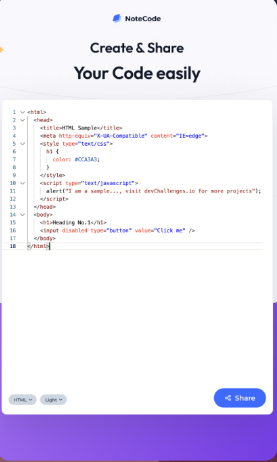 NoteCode
Create & Share
Your Code easily
1 <html>
2 <head>
3 <title>HTML Sample</title>
4 <meta http-equiv="X-UA-Compatible" content="IE=edge">
5 <style type="text/css">
6 h1 {
7 color: #CCA3A3;
8 }
9 </style>
10 <script type="text/javascript">
11 alert("I am a sample..., visit devChallenges.io for more projects");
12 </script>
13 </head>
14 <body>
15 <h1>Heading No.1</h1>
16 <input disabled type="button" value="Click me" />
17 </body>
18 </html>
HTML Light Share